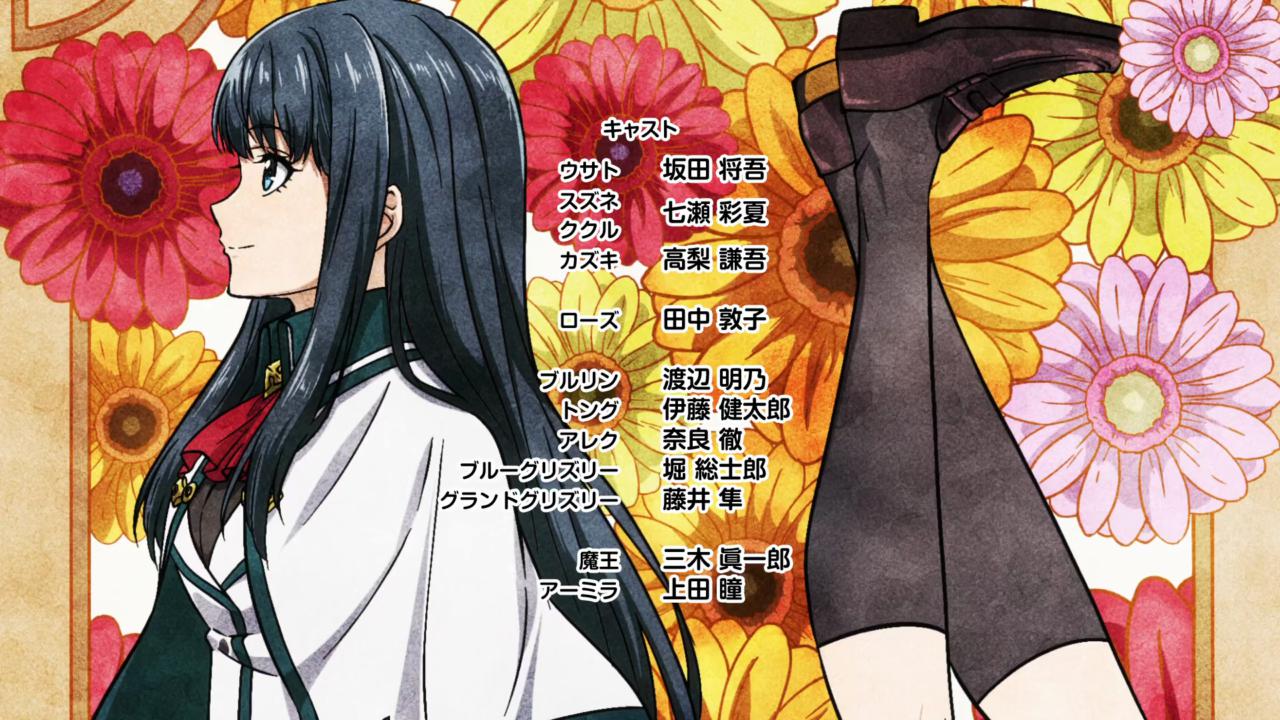 キャスト
ウサト 坂田 将吾
スズネ 七瀬 彩夏
ククル
カズキ 高梨 謙吾
ローズ 田中 敦子
ブルリン 渡辺 明乃
トング 伊藤 健太郎
アレク 奈良 徹
ブルーグリズリー 堀 総士郎
グランドグリズリー 藤井 隼
魔王 三木 眞一郎
アーミラ 上田 瞳